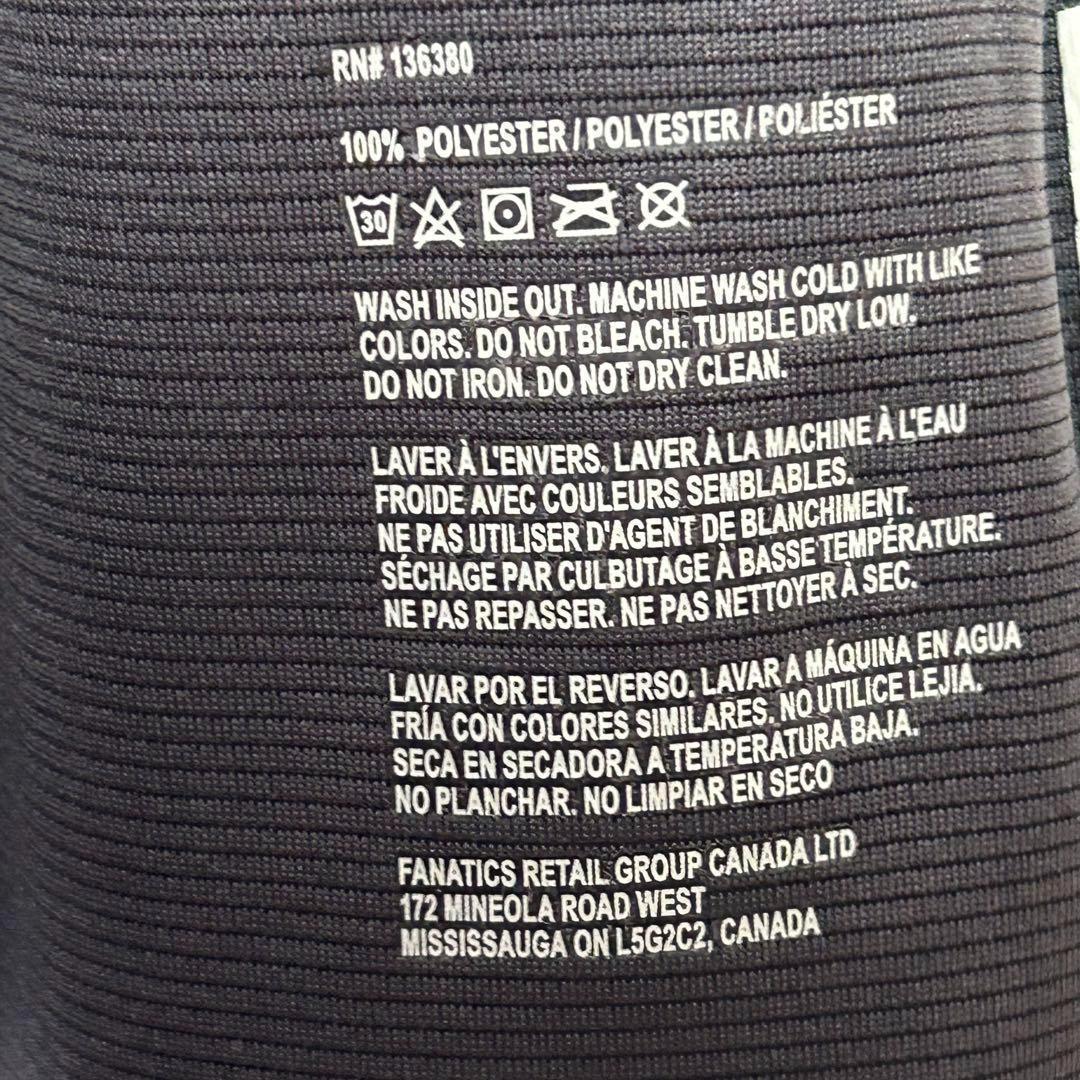 RN# 136380
100% POLYESTER / POLYESTER / POLIÉSTER
30
WASH INSIDE OUT. MACHINE WASH COLD WITH LIKE
COLORS. DO NOT BLEACH. TUMBLE DRY LOW.
DO NOT IRON. DO NOT DRY CLEAN.
LAVER À L'ENVERS. LAVER À LA MACHINE À L'EAU
FROIDE AVEC COULEURS SEMBLABLES.
NE PAS UTILISER D'AGENT DE BLANCHIMENT.
SÉCHAGE PAR CULBUTAGE À BASSE TEMPÉRATURE.
NE PAS REPASSER. NE PAS NETTOYER À SEC.
LAVAR POR EL REVERSO. LAVAR A MÁQUINA EN AGUA
FRÍA CON COLORES SIMILARES. NO UTILICE LEJIA.
SECA EN SECADORA A TEMPERATURA BAJA.
NO PLANCHAR. NO LIMPIAR EN SECO
FANATICS RETAIL GROUP CANADA LTD
172 MINEOLA ROAD WEST
MISSISSAUGA ON L5G2C2, CANADA